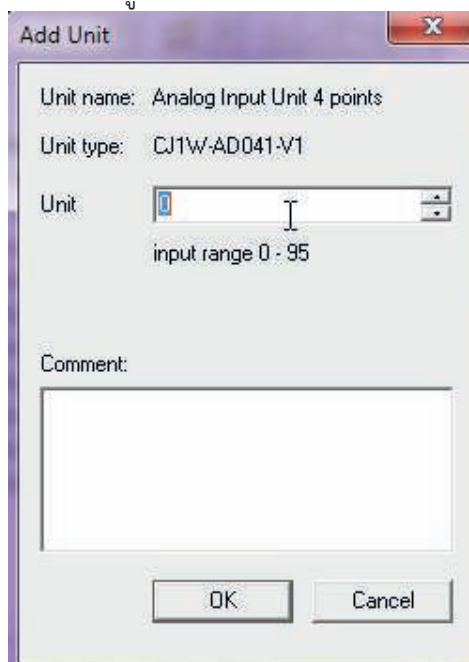 Add Unit
Unit name: Analog Input Unit 4 points
Unit type: CJ1W-AD041-V1
Unit 0
input range 0 - 95
Comment:
OK Cancel